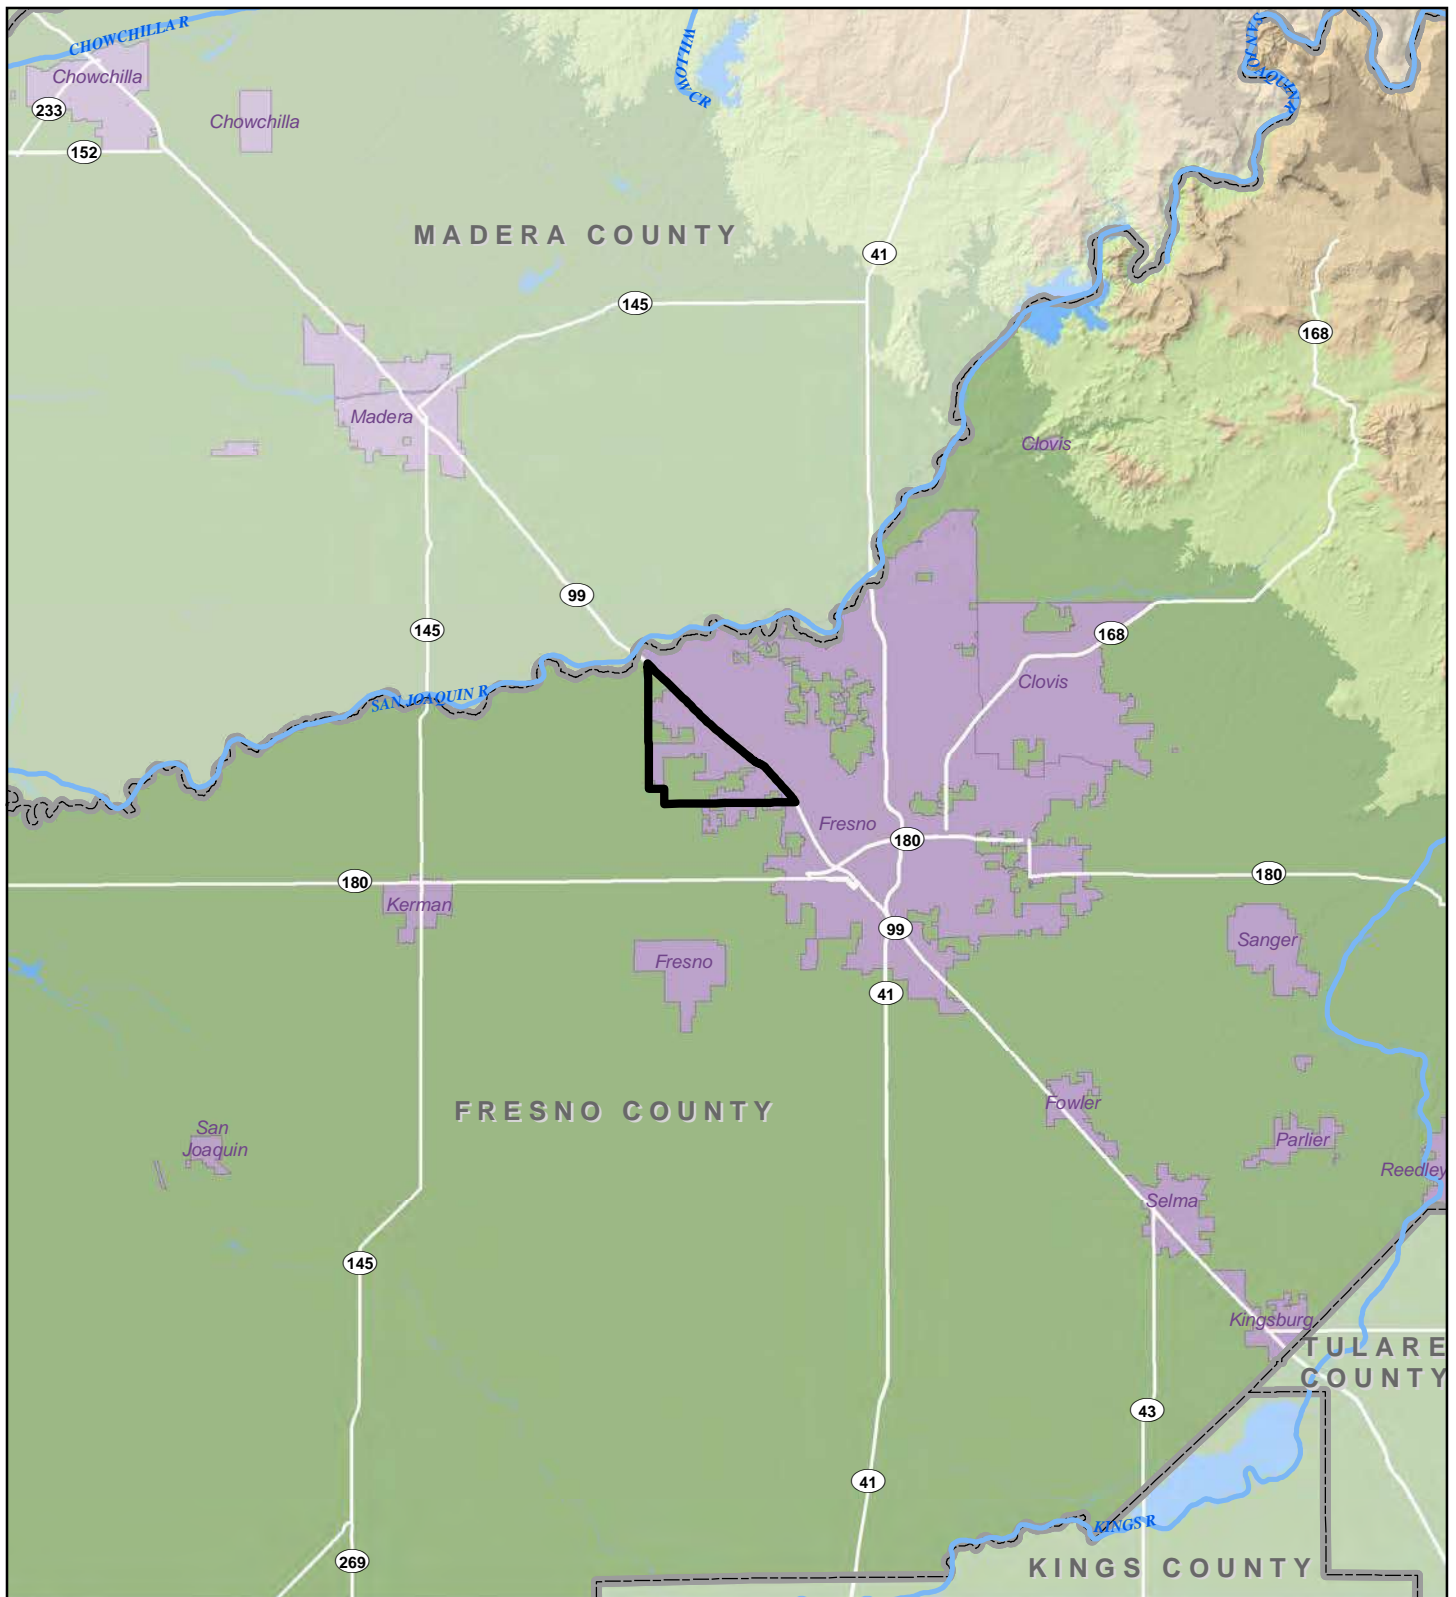 CHOWCHILLA R
Chowchilla
233
Chowchilla
152
WILLOW CR
SAN JOAQUIN R
MADERA COUNTY
41
145
168
Madera
Clovis
99
145
168
Clovis
SAN JOAQUIN R
Fresno
180
180
180
Kerman
99
Sanger
Fresno
41
Fowler
FRESNO COUNTY
San
Joaquin
Parlier
Reedley
Selma
145
Kingsburg
TULARE
COUNTY
43
41
KINGS R
269
KINGS COUNTY